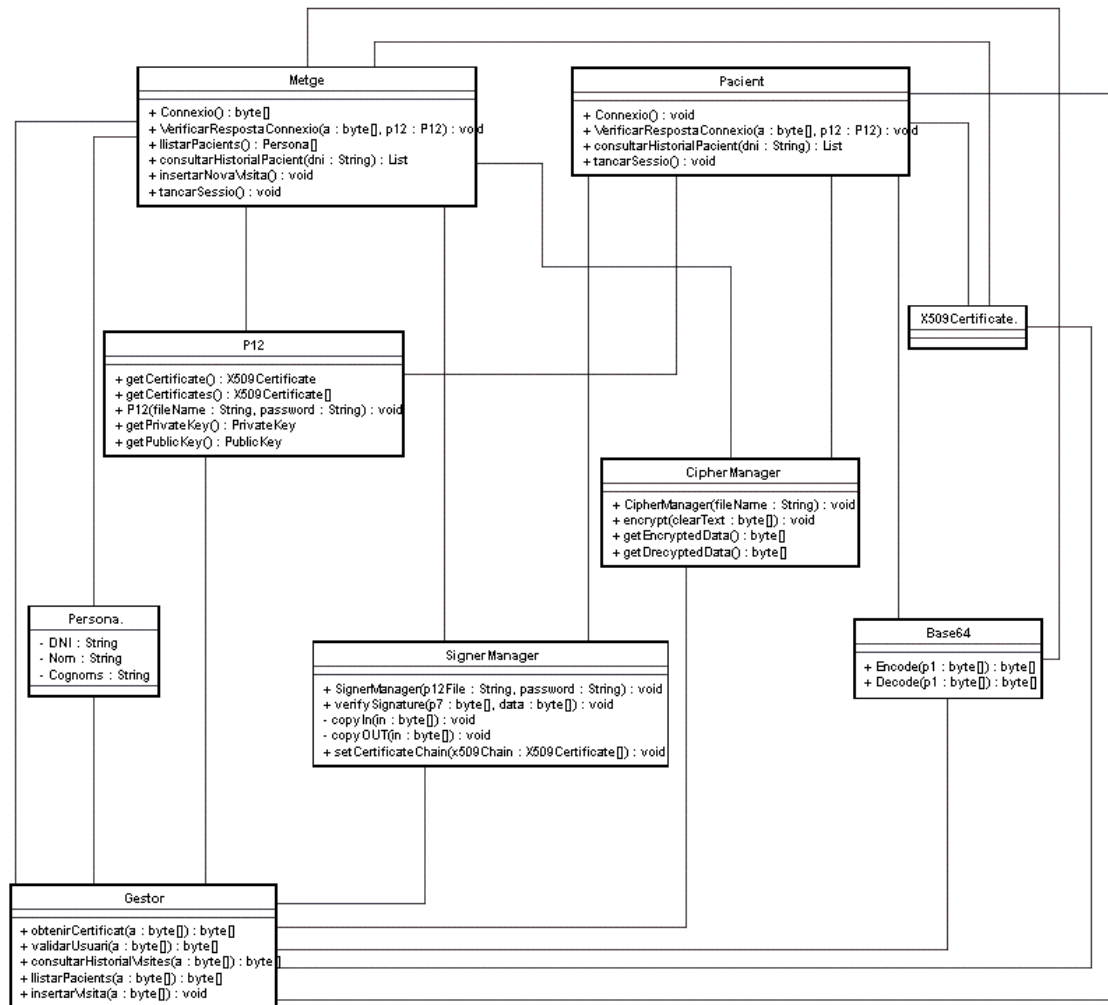 Metge
+ Connexio() : byte[]
+ VerificarRespostaConnexio(a : byte[], p12 : P12) : void
+ llistarPacients() : Persona[]
+ consultarHistorialPacient(dni : String) : List
+ insertarNovaVisita() : void
+ tancarSessio() : void
Pacient
+ Connexio() : void
+ VerificarRespostaConnexio(a : byte[], p12 : P12) : void
+ consultarHistorialPacient(dni : String) : List
+ tancarSessio() : void
X509Certificate.
P12
+ getCertificate() : X509Certificate
+ getCertificates() : X509Certificate[]
+ P12(fileName : String, password : String) : void
+ getPrivateKey() : PrivateKey
+ getPublicKey() : PublicKey
CipherManager
+ CipherManager(fileName : String) : void
+ encrypt(clearText : byte[]) : void
+ getEncryptedData() : byte[]
+ getDrecyptedData() : byte[]
Persona.
- DNI : String
- Nom : String
- Cognoms : String
SignerManager
+ SignerManager(p12File : String, password : String) : void
+ verifySignature(p7 : byte[], data : byte[]) : void
- copyIn(in : byte[]) : void
- copyOUT(in : byte[]) : void
+ setCertificateChain(x509Chain : X509Certificate[]) : void
Base64
+ Encode(p1 : byte[]) : byte[]
+ Decode(p1 : byte[]) : byte[]
Gestor
+ obtenirCertificat(a : byte[]) : byte[]
+ validarUsuari(a : byte[]) : byte[]
+ consultarHistorialVisites(a : byte[]) : byte[]
+ llistarPacients(a : byte[]) : byte[]
+ insertarVisita(a : byte[]) : void